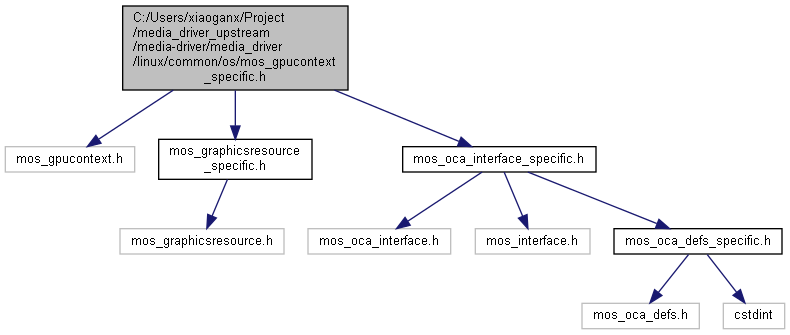 C:/Users/xiaoganx/Project
/media_driver_upstream
/media-driver/media_driver
/linux/common/os/mos_gpucontext
_specific.h
mos_gpucontext.h
mos_graphicsresource
_specific.h
mos_oca_interface_specific.h
mos_graphicsresource.h
mos_oca_interface.h
mos_interface.h
mos_oca_defs_specific.h
mos_oca_defs.h
cstdint